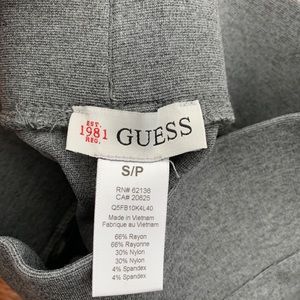 EST.
1981
REG.
GUESS
S/P
RN# 62136
CA# 20625
Q5FB10K4L40
Made in Vietnam
Fabriqué au Vietnam
66% Rayon
66% Rayonne
30% Nylon
30% Nylon
4% Spandex
4% Spandex